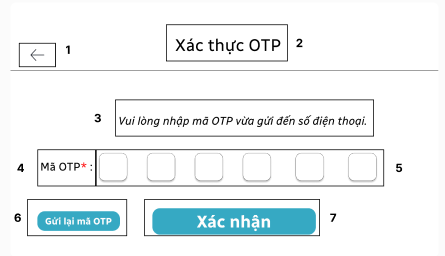 1
Xác thực OTP 2
3 Vui lòng nhập mã OTP vừa gửi đến số điện thoại.
4 Mã OTP* : 5
6 Gửi lại mã OTP Xác nhận 7